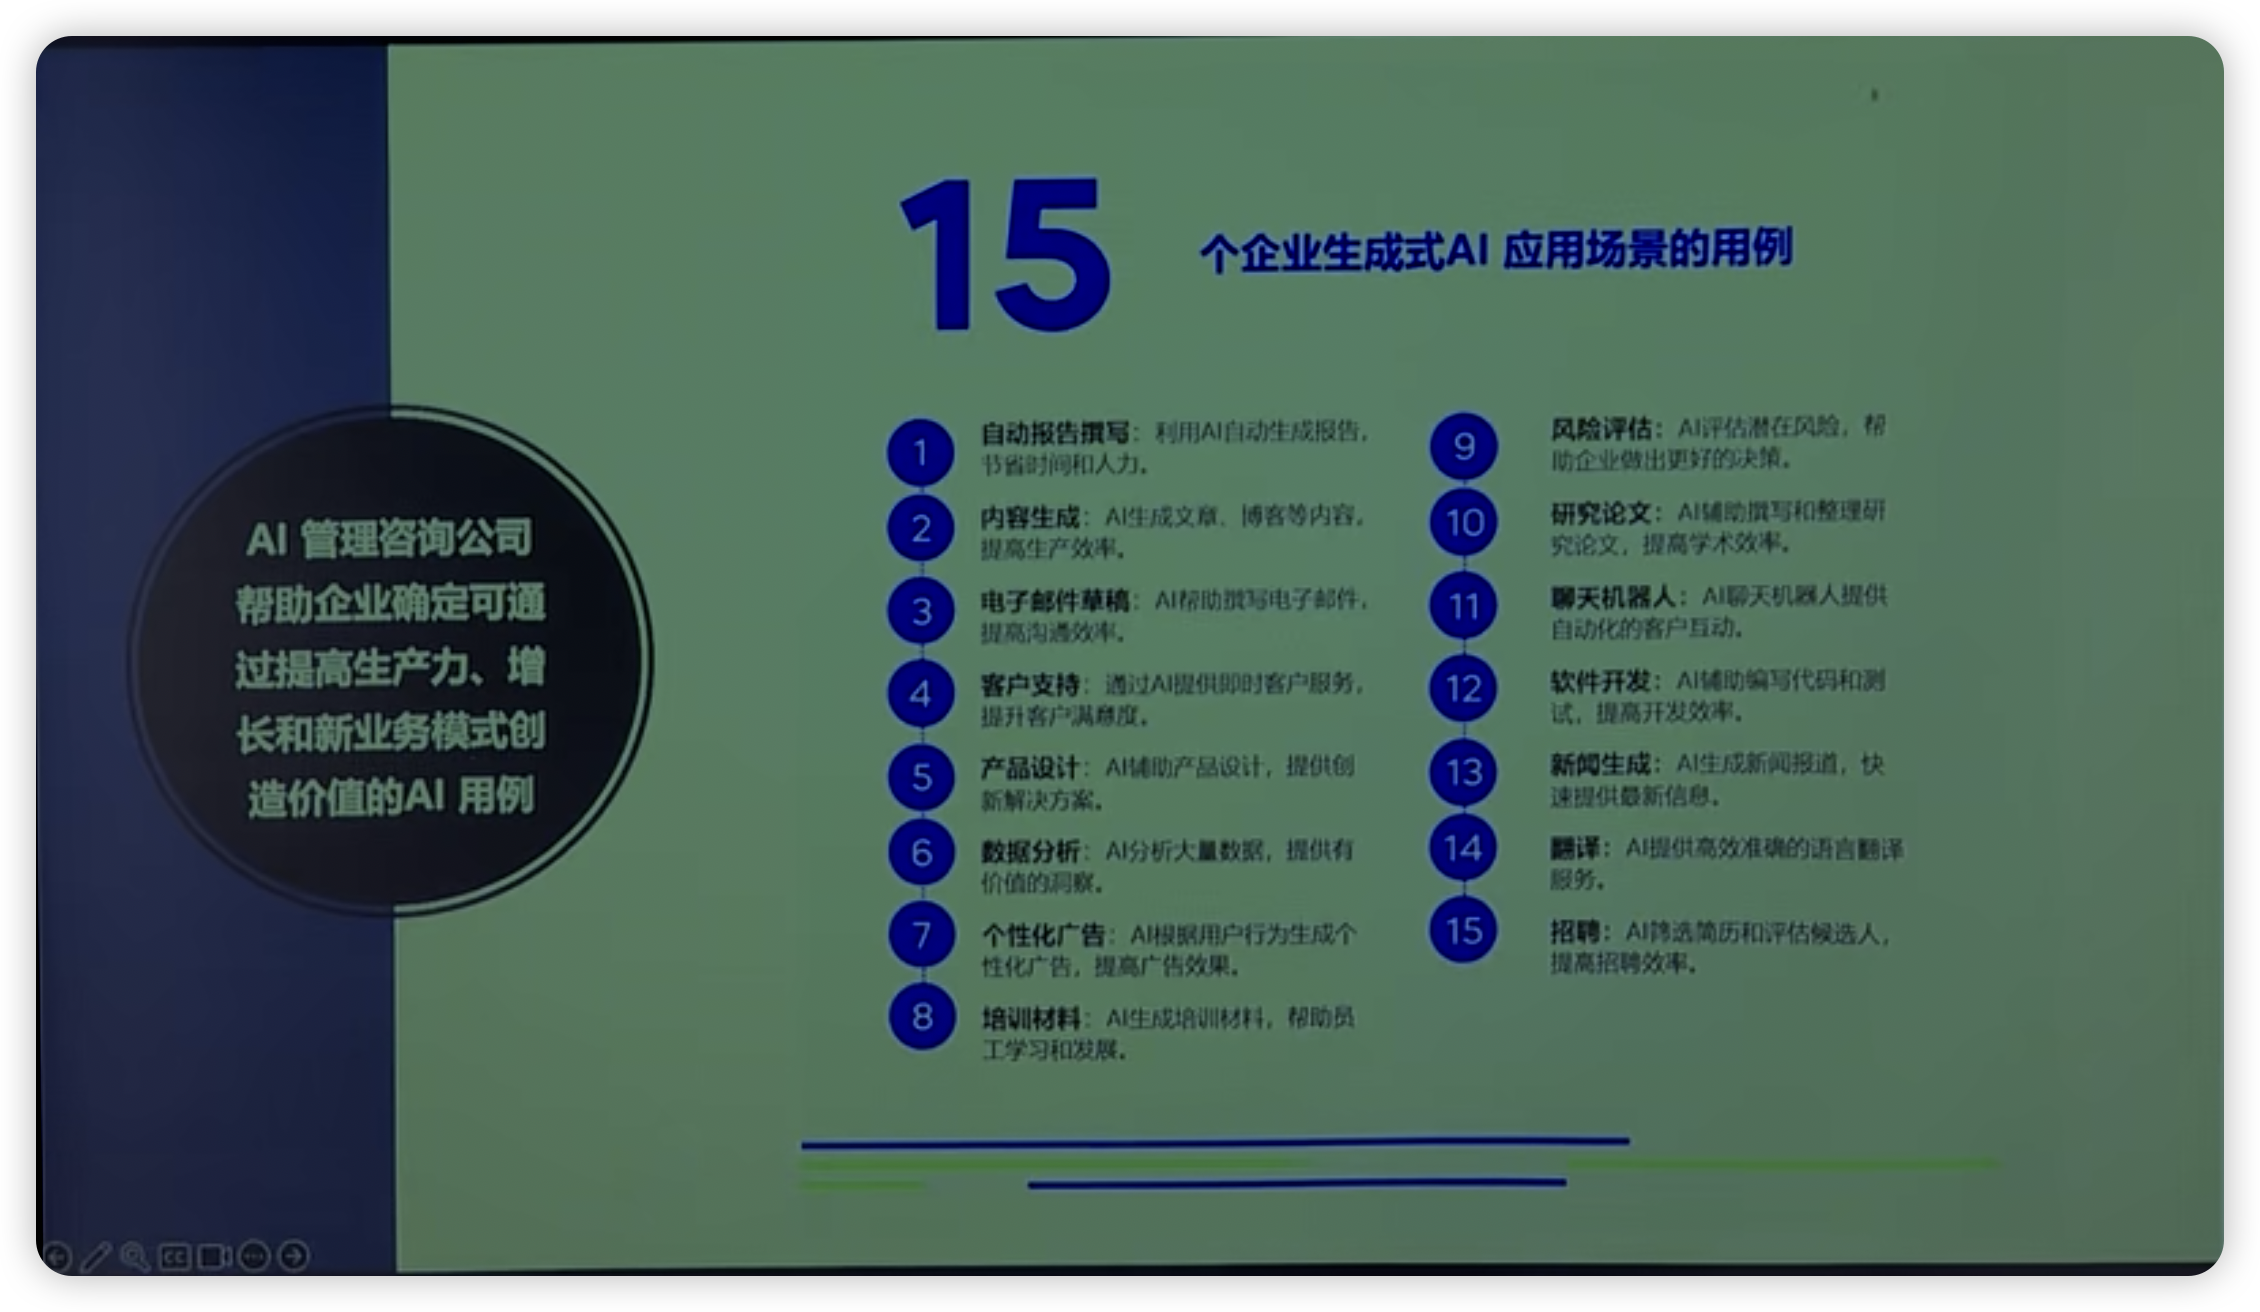 15
个企业生成式AI 应用场景的用例
AI 管理咨询公司
帮助企业确定可通
过提高生产力、增
长和新业务模式创
造价值的AI 用例
1
自动报告撰写：利用AI自动生成报告，
节省时间和人力。
2
内容生成：AI生成文章、博客等内容，
提高生产效率。
3
电子邮件草稿：AI帮助撰写电子邮件，
提高沟通效率。
4
客户支持：通过AI提供即时客户服务，
提升客户满意度。
5
产品设计：AI辅助产品设计，提供创
新解决方案。
6
数据分析：AI分析大量数据，提供有
价值的洞察。
7
个性化广告：AI根据用户行为生成个
性化广告，提高广告效果。
8
培训材料：AI生成培训材料，帮助员
工学习和发展。
9
风险评估：AI评估潜在风险，帮
助企业做出更好的决策。
10
研究论文：AI辅助撰写和整理研
究论文，提高学术效率。
11
聊天机器人：AI聊天机器人提供
自动化的客户互动。
12
软件开发：AI辅助编写代码和测
试，提高开发效率。
13
新闻生成：AI生成新闻报道，快
速提供最新信息。
14
翻译：AI提供高效准确的语言翻译
服务。
15
招聘：AI筛选简历和评估候选人，
提高招聘效率。
CC